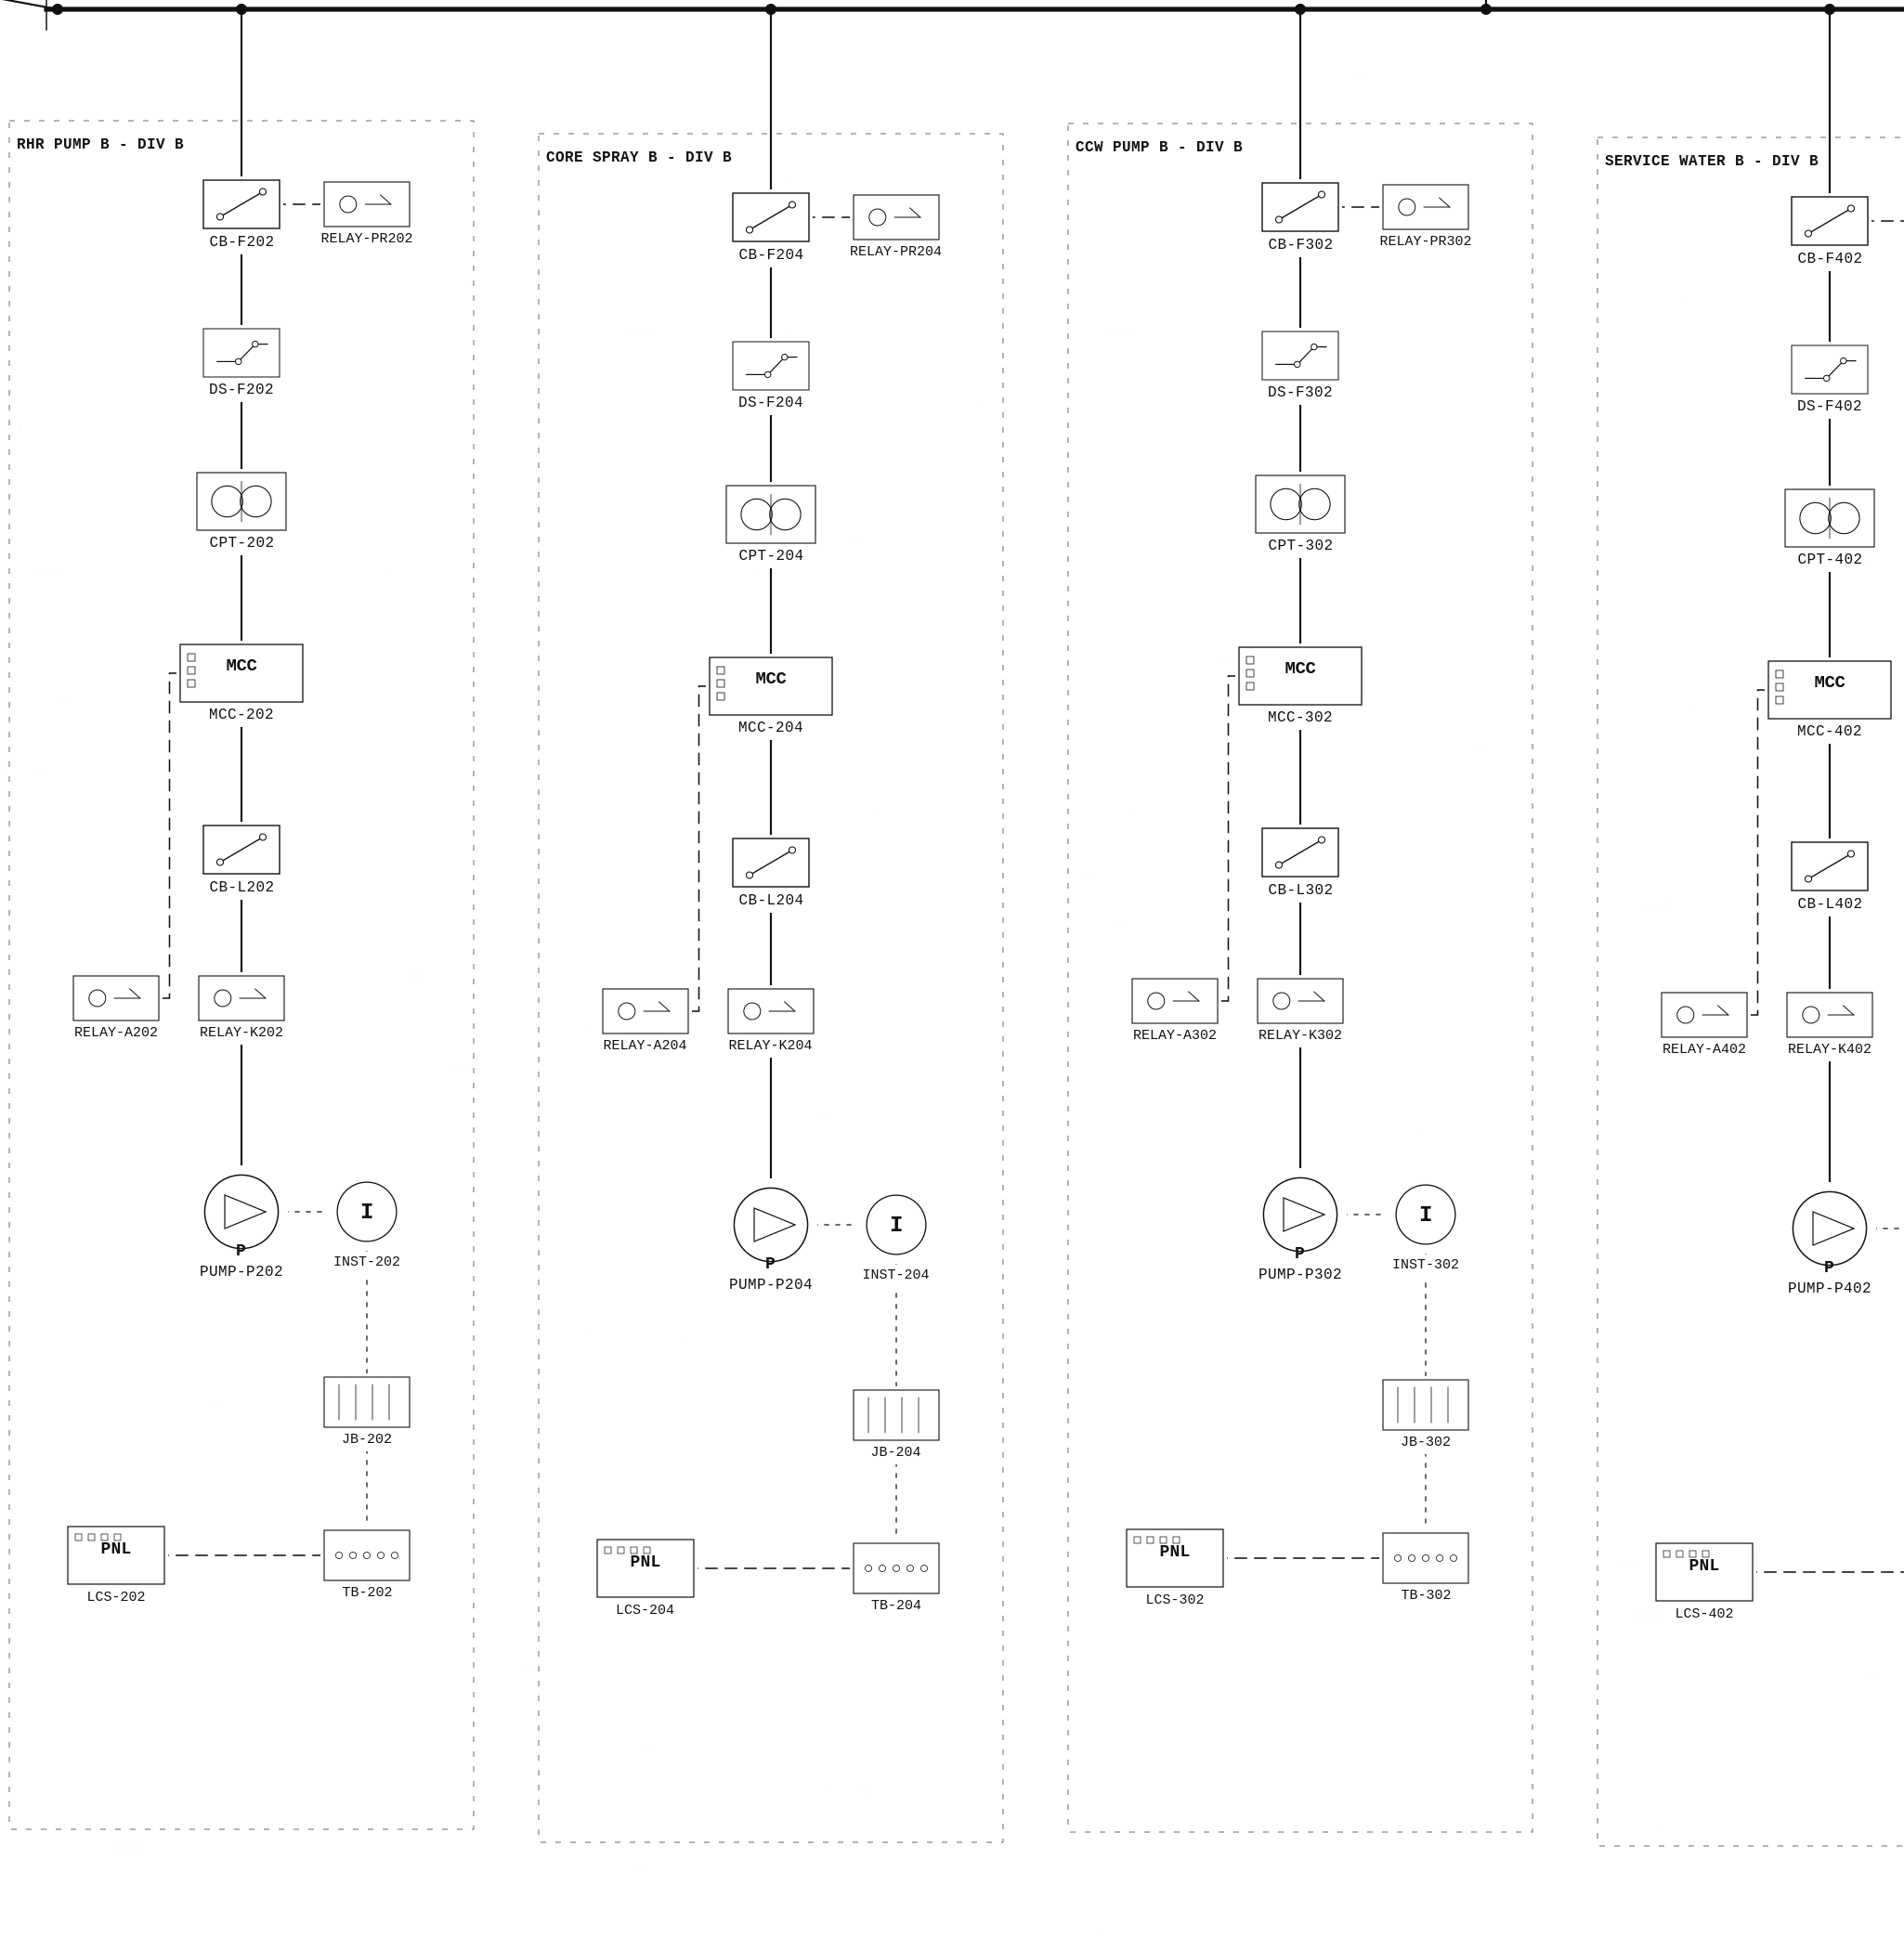 RHR PUMP B - DIV B
CB-F202
RELAY-PR202
DS-F202
CPT-202
MCC
MCC-202
CB-L202
RELAY-A202
RELAY-K202
P
PUMP-P202
I
INST-202
JB-202
PNL
LCS-202
TB-202
CORE SPRAY B - DIV B
CB-F204
RELAY-PR204
DS-F204
CPT-204
MCC
MCC-204
CB-L204
RELAY-A204
RELAY-K204
P
PUMP-P204
I
INST-204
JB-204
PNL
LCS-204
TB-204
CCW PUMP B - DIV B
CB-F302
RELAY-PR302
DS-F302
CPT-302
MCC
MCC-302
CB-L302
RELAY-A302
RELAY-K302
P
PUMP-P302
I
INST-302
JB-302
PNL
LCS-302
TB-302
SERVICE WATER B - DIV B
CB-F402
DS-F402
CPT-402
MCC
MCC-402
CB-L402
RELAY-A402
RELAY-K402
P
PUMP-P402
PNL
LCS-402